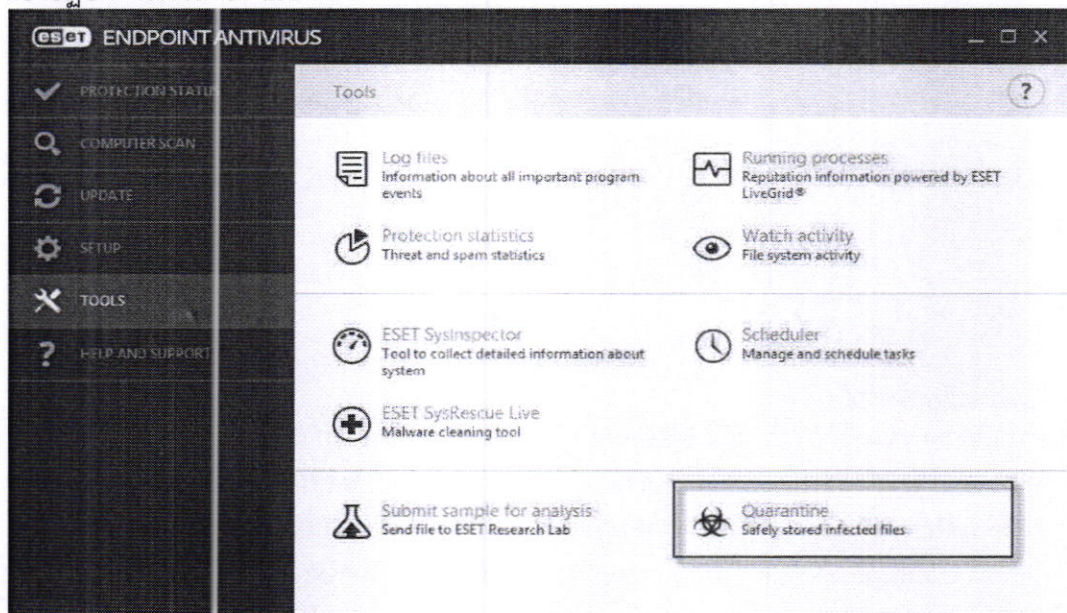 eset ENDPOINT ANTIVIRUS
PROTECTION STATUS
COMPUTER SCAN
UPDATE
SETUP
TOOLS
HELP AND SUPPORT
Tools
?
Log files
Information about all important program
events
Running processes
Reputation information powered by ESET
LiveGrid®
Protection statistics
Threat and spam statistics
Watch activity
File system activity
ESET SysInspector
Tool to collect detailed information about
system
Scheduler
Manage and schedule tasks
ESET SysRescue Live
Malware cleaning tool
Submit sample for analysis
Send file to ESET Research Lab
Quarantine
Safely stored infected files